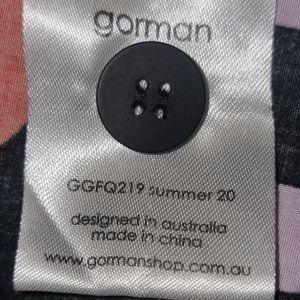 gorman
GGFQ219 summer 20
designed in australia
made in china
www.gormanshop.com.au